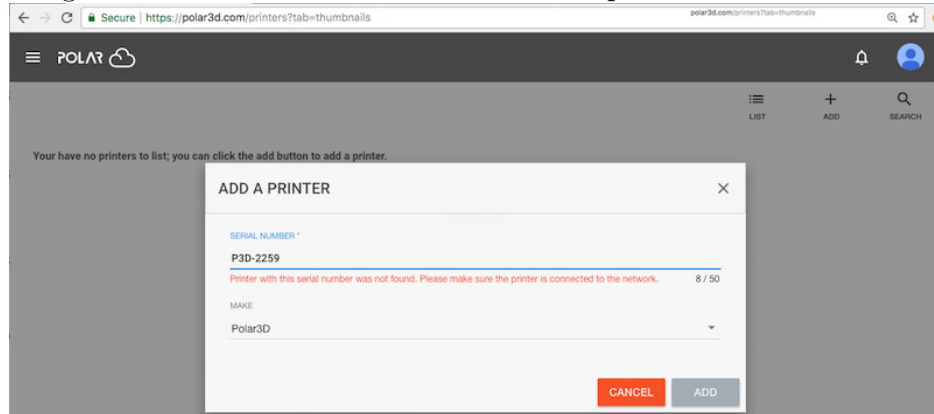 Secure | https://polar3d.com/printers?tab=thumbnails
polar3d.com/printers?tab=thumbnails
POLAR
LIST ADD SEARCH
Your have no printers to list; you can click the add button to add a printer.
ADD A PRINTER
SERIAL NUMBER *
P3D-2259
Printer with this serial number was not found. Please make sure the printer is connected to the network. 8 / 50
MAKE
Polar3D
CANCEL ADD